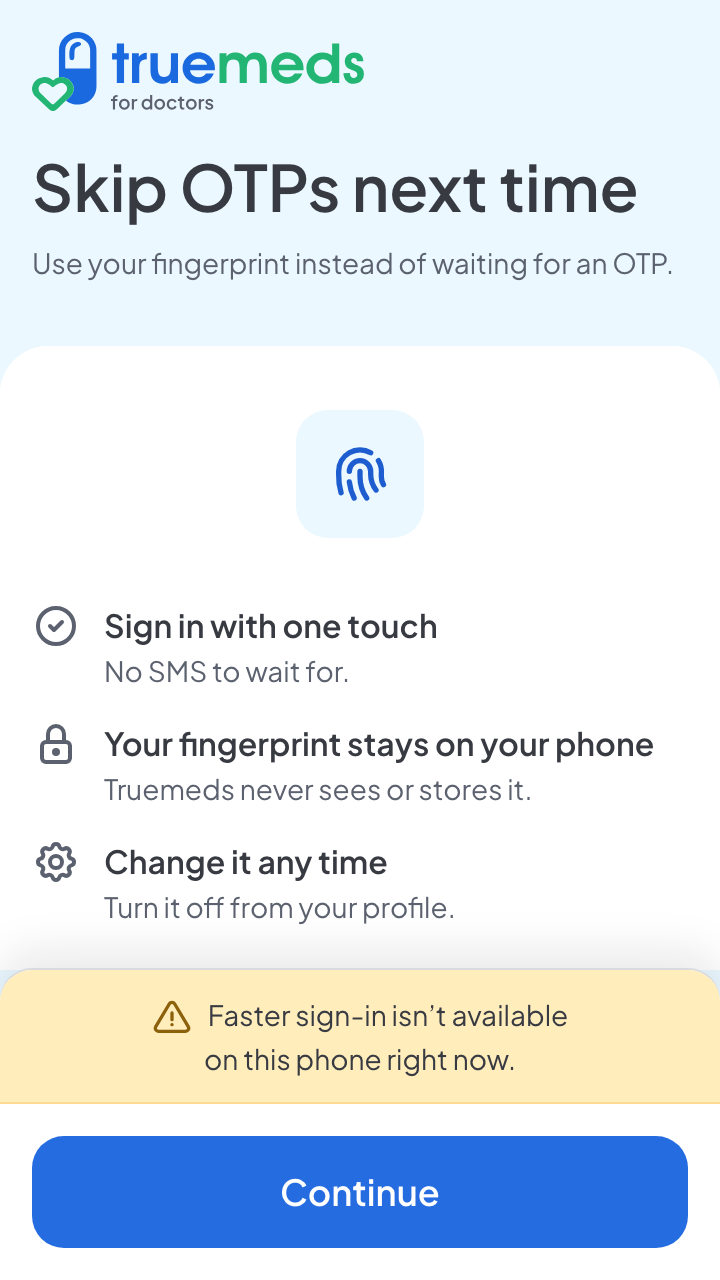 truemeds
for doctors
Skip OTPs next time
Use your fingerprint instead of waiting for an OTP.
Sign in with one touch
No SMS to wait for.
Your fingerprint stays on your phone
Truemeds never sees or stores it.
Change it any time
Turn it off from your profile.
Faster sign-in isn’t available
on this phone right now.
Continue